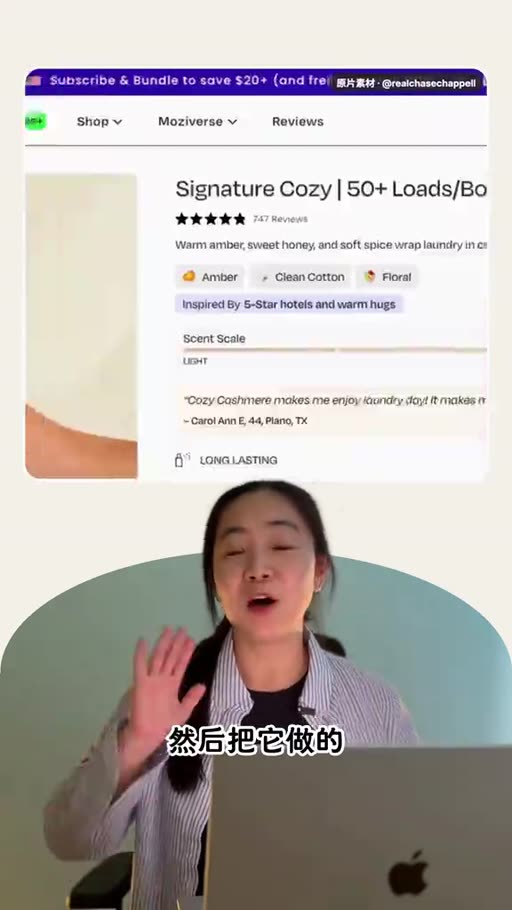 Subscribe & Bundle to save $20+ (and fre
原片素材 · @realchasechappell
Shop
Moziverse
Reviews
Signature Cozy | 50+ Loads/Bo
747 Reviews
Warm amber, sweet honey, and soft spice wrap laundry in
Amber
Clean Cotton
Floral
Inspired By 5-Star hotels and warm hugs
Scent Scale
LIGHT
"Cozy Cashmere makes me enjoy laundry day! It makes
– Carol Ann E, 44, Plano, TX
LONG LASTING
然后把它做的